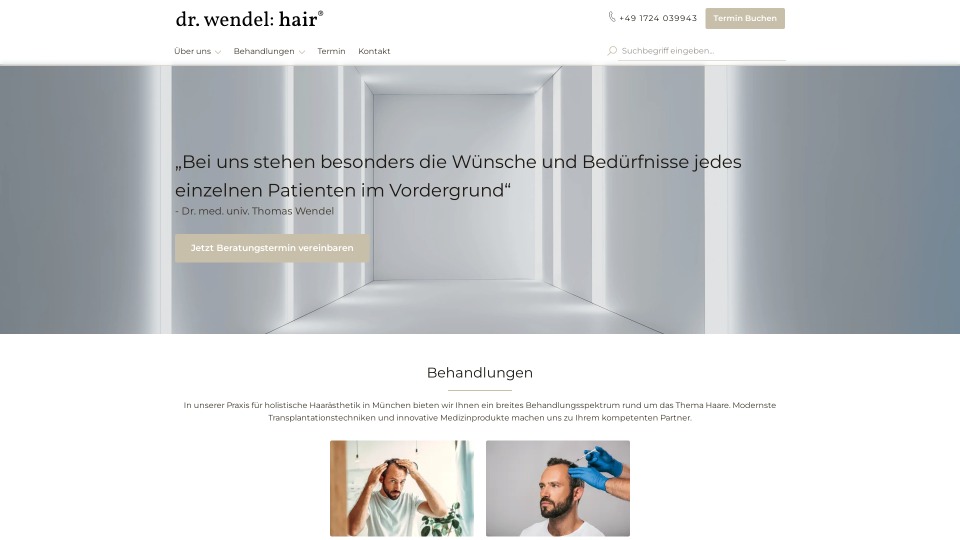 dr. wendel: hair®
+49 1724 039943
Termin Buchen
Über uns
Behandlungen
Termin
Kontakt
Suchbegriff eingeben...
„Bei uns stehen besonders die Wünsche und Bedürfnisse jedes
einzelnen Patienten im Vordergrund“
- Dr. med. univ. Thomas Wendel
Jetzt Beratungstermin vereinbaren
Behandlungen
In unserer Praxis für holistische Haarästhetik in München bieten wir Ihnen ein breites Behandlungsspektrum rund um das Thema Haare. Modernste
Transplantationstechniken und innovative Medizinprodukte machen uns zu Ihrem kompetenten Partner.